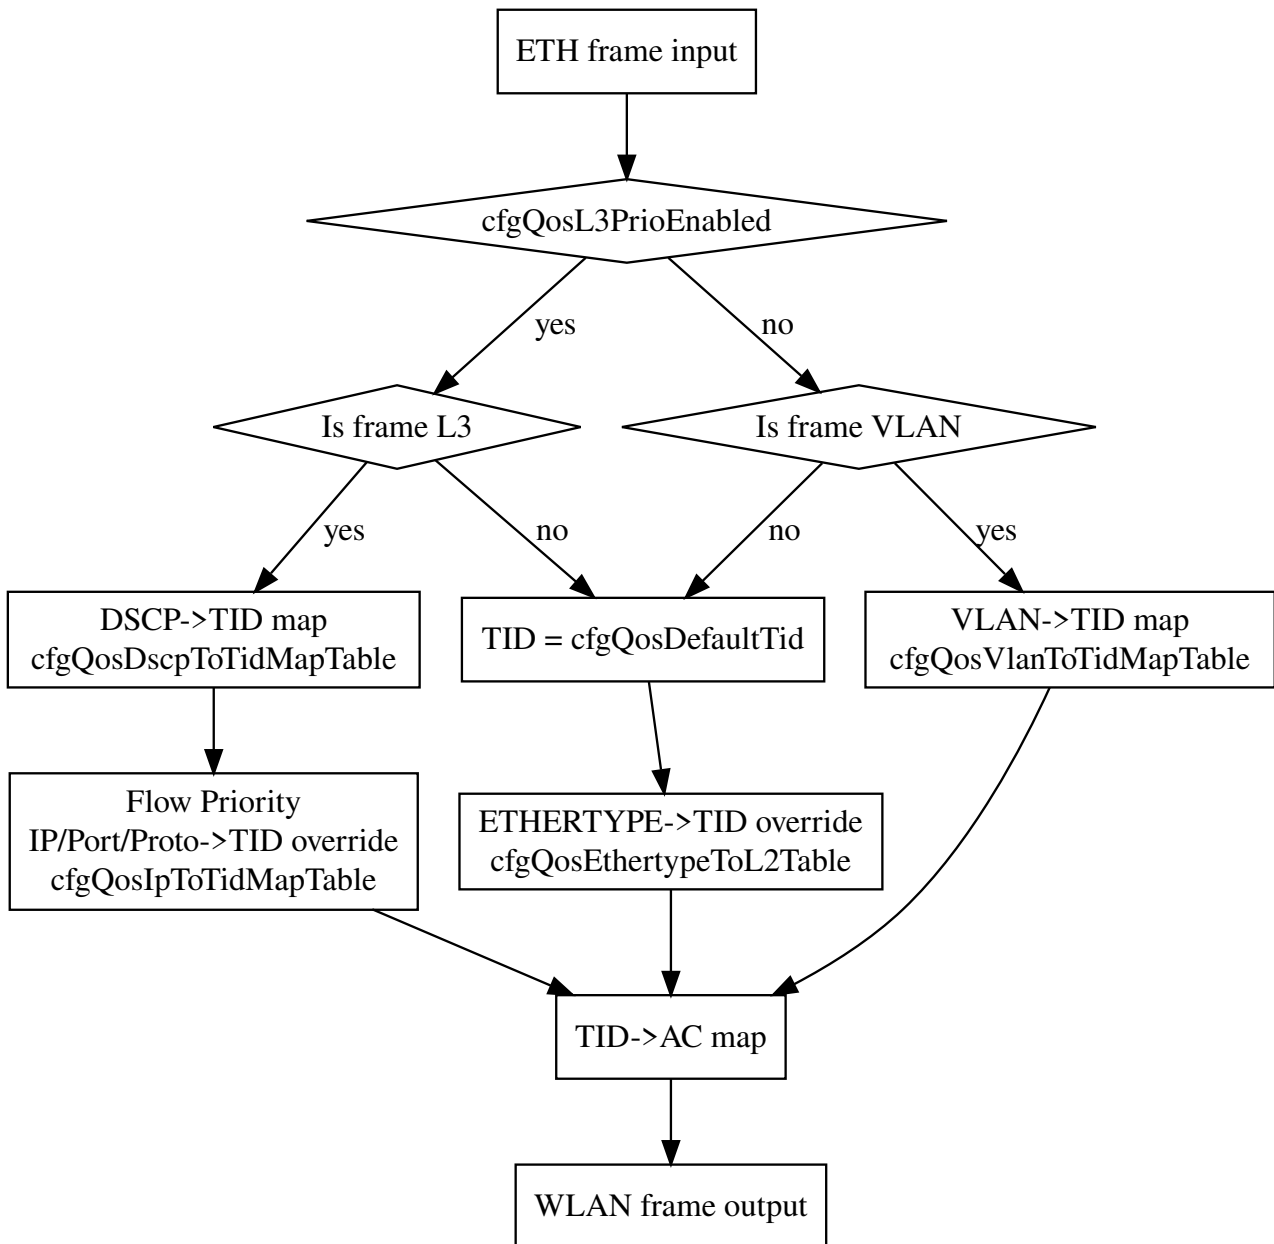 ETH frame input
cfgQosL3PrioEnabled
yes
no
Is frame L3
Is frame VLAN
yes
no
no
yes
DSCP->TID map
cfgQosDscpToTidMapTable
TID = cfgQosDefaultTid
VLAN->TID map
cfgQosVlanToTidMapTable
Flow Priority
IP/Port/Proto->TID override
cfgQosIpToTidMapTable
ETHERTYPE->TID override
cfgQosEthertypeToL2Table
TID->AC map
WLAN frame output